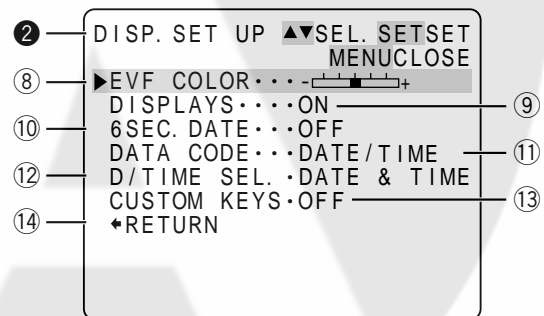 ❷ DISP. SET UP ▲▼SEL. SETSET
MENUCLOSE
⑧ ▶EVF COLOR･･･-+
DISPLAYS････ON ⑨
⑩ 6SEC. DATE･･･OFF
DATA CODE･･･DATE/TIME ⑪
⑫ D/TIME SEL. ･DATE & TIME
CUSTOM KEYS･OFF ⑬
⑭ RETURN